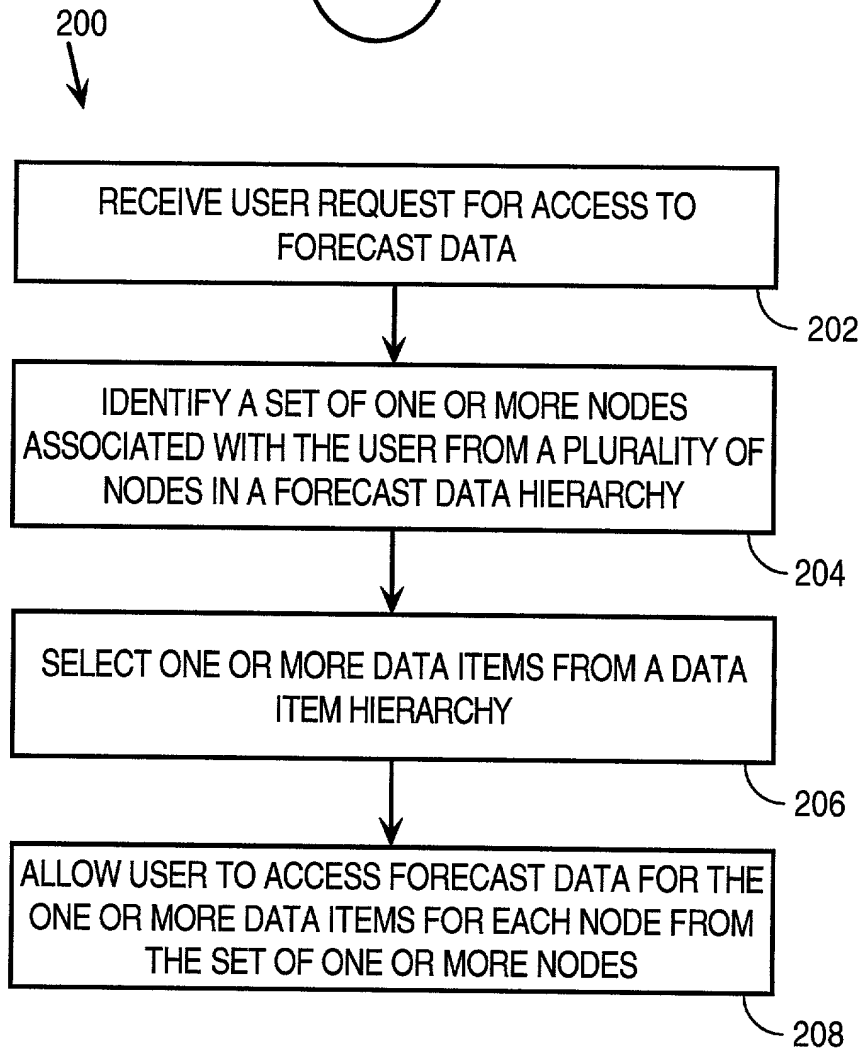 200
RECEIVE USER REQUEST FOR ACCESS TO
FORECAST DATA
202
IDENTIFY A SET OF ONE OR MORE NODES
ASSOCIATED WITH THE USER FROM A PLURALITY OF
NODES IN A FORECAST DATA HIERARCHY
204
SELECT ONE OR MORE DATA ITEMS FROM A DATA
ITEM HIERARCHY
206
ALLOW USER TO ACCESS FORECAST DATA FOR THE
ONE OR MORE DATA ITEMS FOR EACH NODE FROM
THE SET OF ONE OR MORE NODES
208